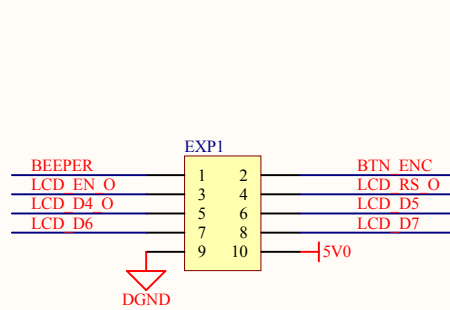 EXP1
BEEPER 1 2 BTN_ENC
LCD_EN_O 3 4 LCD_RS_O
LCD_D4_O 5 6 LCD_D5
LCD_D6 7 8 LCD_D7
9 10 5V0
DGND